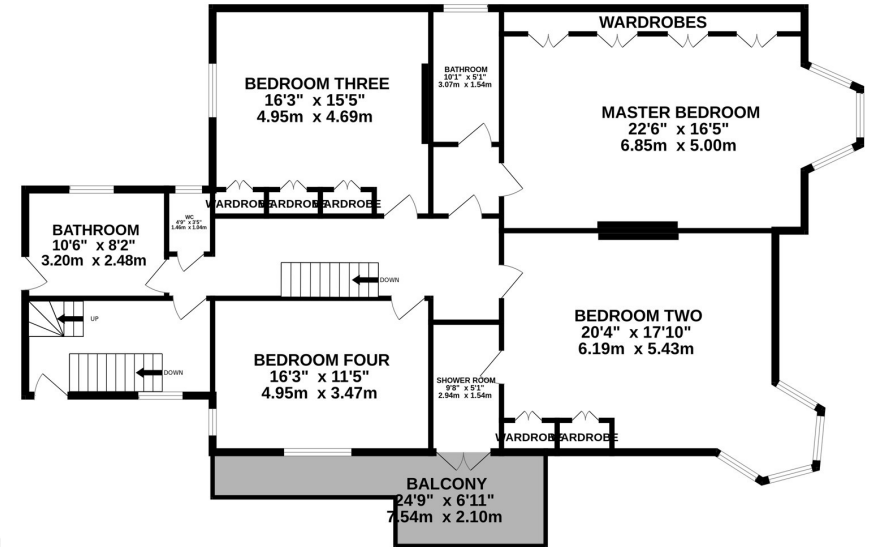 WARDROBES
BEDROOM THREE
16'3" x 15'5"
4.95m x 4.69m
BATHROOM
10'1" x 5'1"
3.07m x 1.54m
MASTER BEDROOM
22'6" x 16'5"
6.85m x 5.00m
WARDROBE
WARDROBE
WARDROBE
BATHROOM
10'6" x 8'2"
3.20m x 2.48m
WC
4'9" x 3'5"
1.46m x 1.04m
DOWN
UP
DOWN
BEDROOM TWO
20'4" x 17'10"
6.19m x 5.43m
BEDROOM FOUR
16'3" x 11'5"
4.95m x 3.47m
SHOWER ROOM
9'8" x 5'1"
2.94m x 1.54m
WARDROBE
WARDROBE
BALCONY
24'9" x 6'11"
7.54m x 2.10m